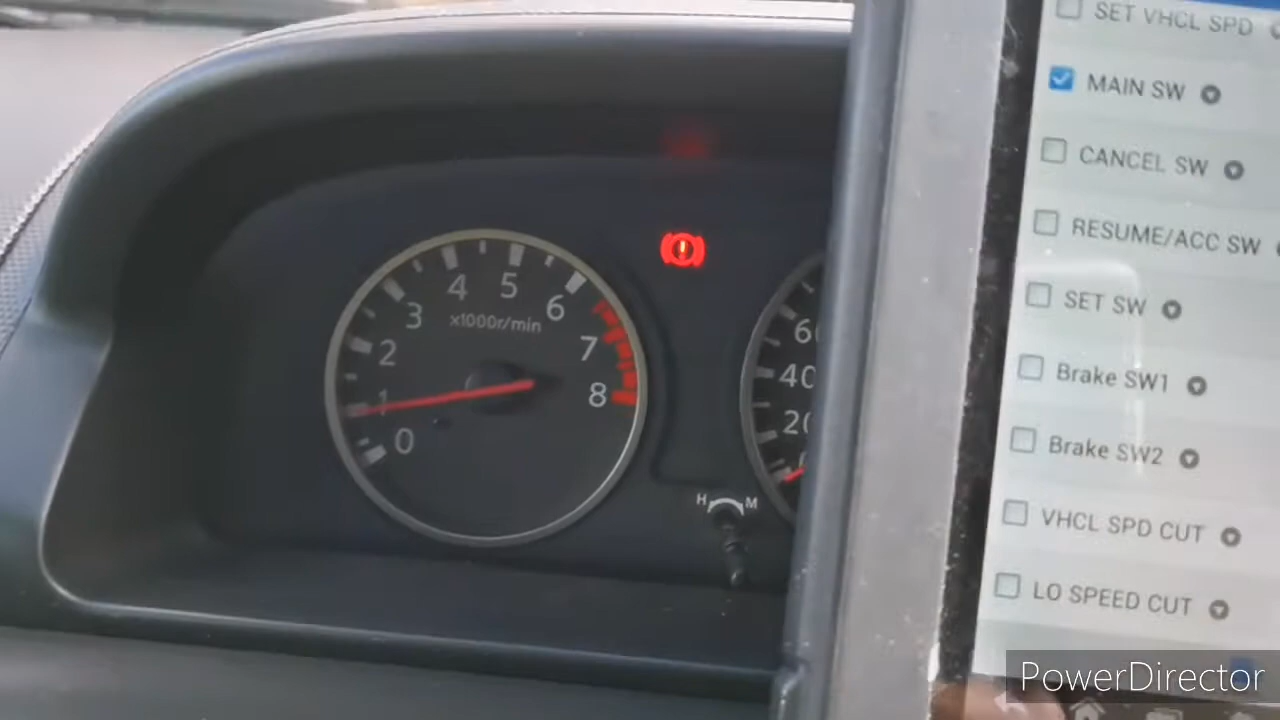 SET VHCL SPD
MAIN SW
CANCEL SW
RESUME/ACC SW
SET SW
Brake SW1
Brake SW2
VHCL SPD CUT
LO SPEED CUT
0
1
2
3
4
5
6
7
8
x1000r/min
20
40
60
H M
PowerDirector